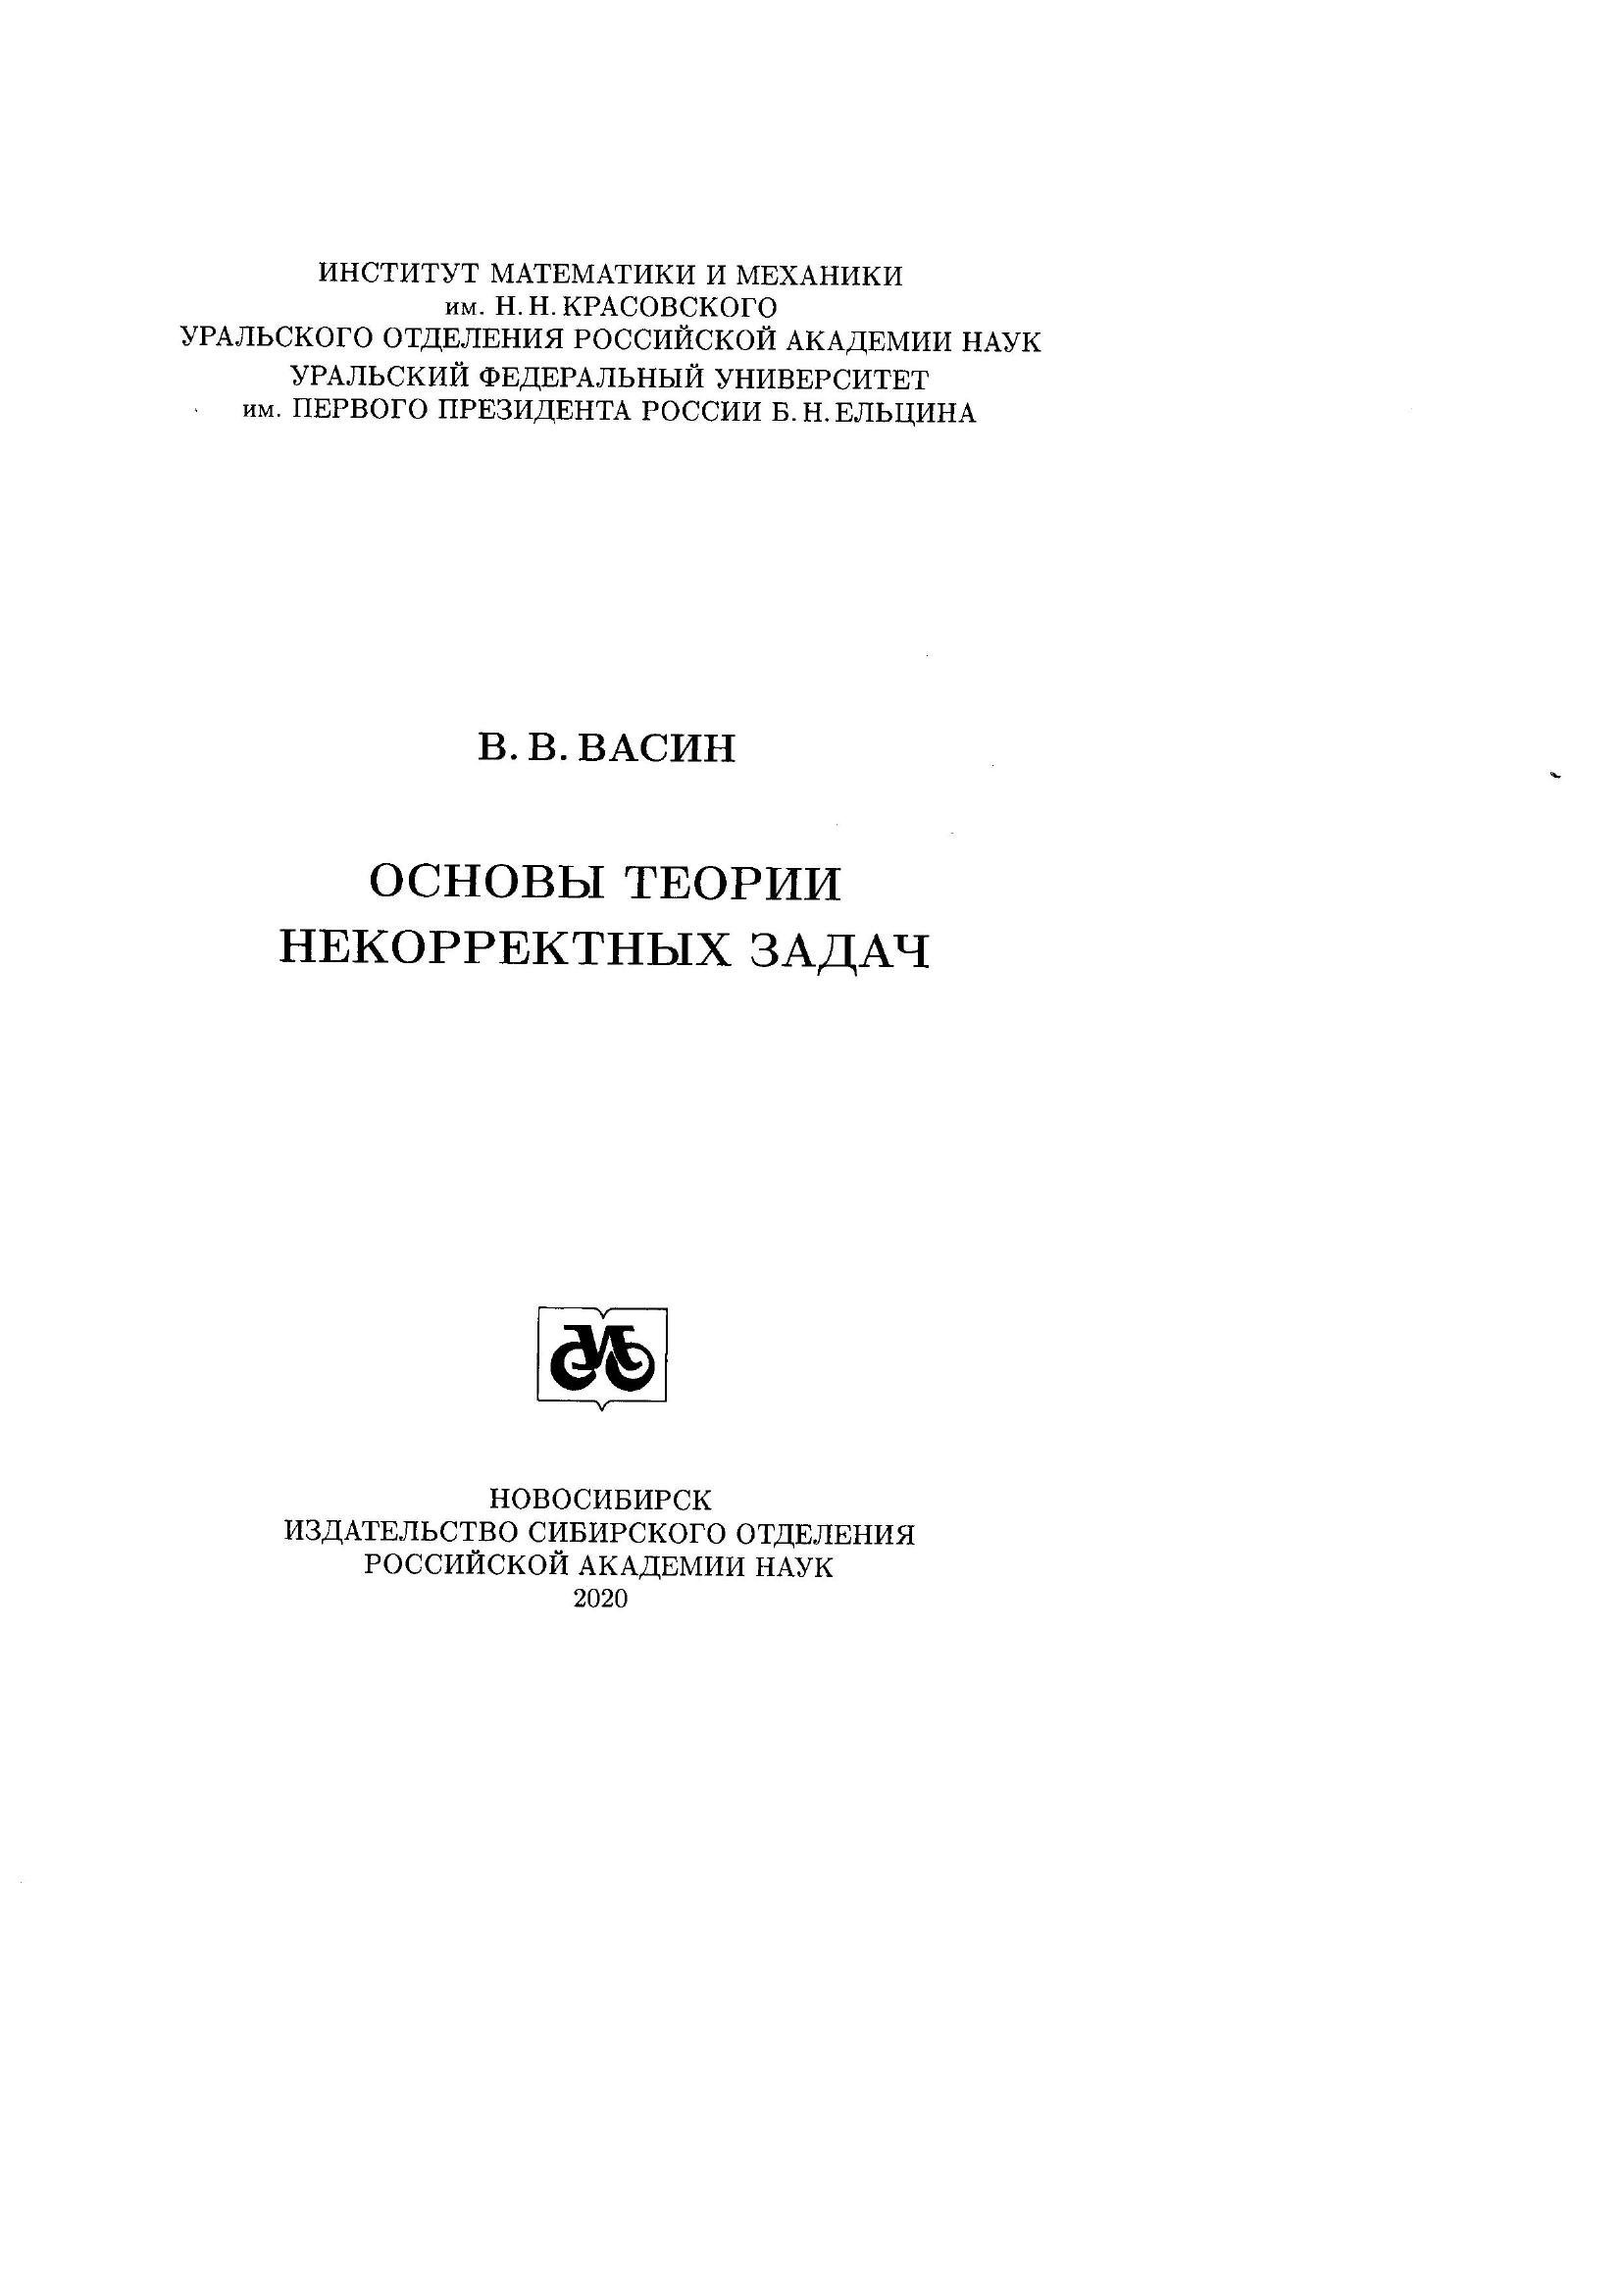 ИНСТИТУТ МАТЕМАТИКИ И МЕХАНИКИ
им. Н. Н. КРАСОВСКОГО
УРАЛЬСКОГО ОТДЕЛЕНИЯ РОССИЙСКОЙ АКАДЕМИИ НАУК
УРАЛЬСКИЙ ФЕДЕРАЛЬНЫЙ УНИВЕРСИТЕТ
им. ПЕРВОГО ПРЕЗИДЕНТА РОССИИ Б. Н. ЕЛЬЦИНА
В. В. ВАСИН
ОСНОВЫ ТЕОРИИ
НЕКОРРЕКТНЫХ ЗАДАЧ
НОВОСИБИРСК
ИЗДАТЕЛЬСТВО СИБИРСКОГО ОТДЕЛЕНИЯ
РОССИЙСКОЙ АКАДЕМИИ НАУК
2020